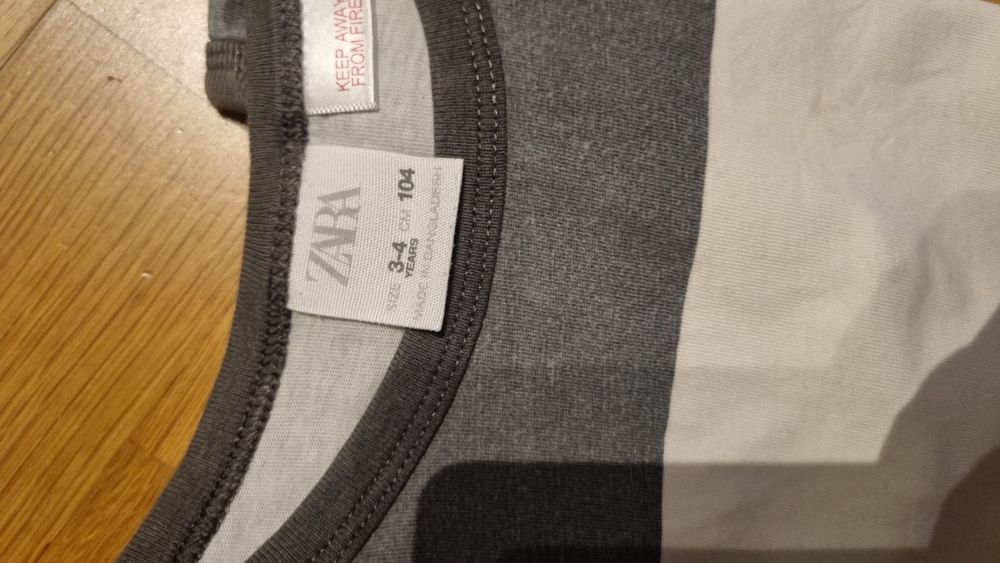 KEEP AWAY
FROM FIRE
ZARA
SIZE 3-4 CM 104
YEARS
MADE IN BANGLADESH